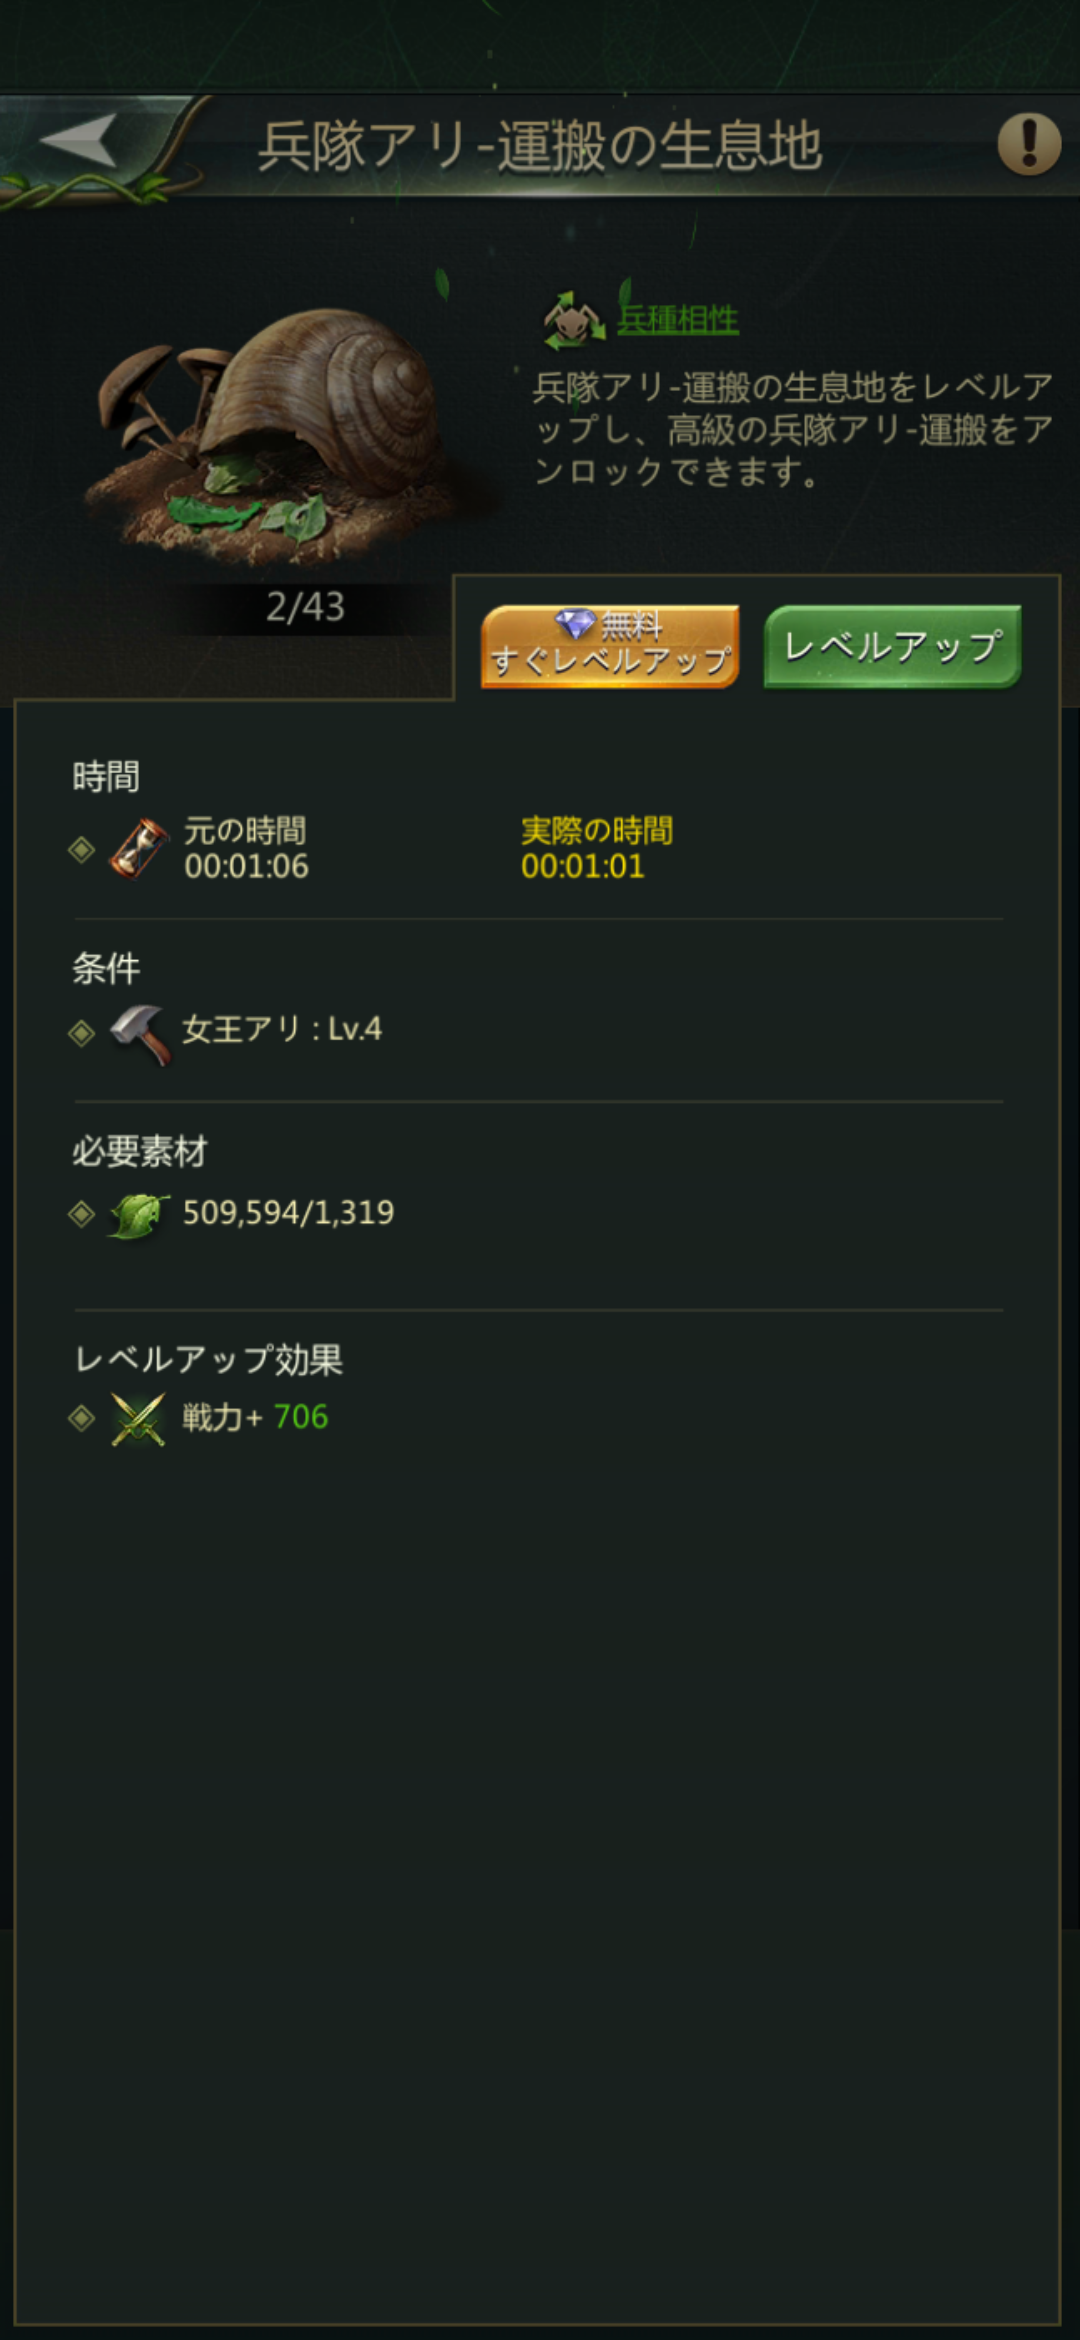 兵隊アリ-運搬の生息地
兵種相性
兵隊アリ-運搬の生息地をレベルア
ップし、高級の兵隊アリ-運搬をア
ンロックできます。
2/43
無料
すぐレベルアップ
レベルアップ
時間
元の時間
00:01:06
実際の時間
00:01:01
条件
女王アリ : Lv.4
必要素材
509,594/1,319
レベルアップ効果
戦力+ 706